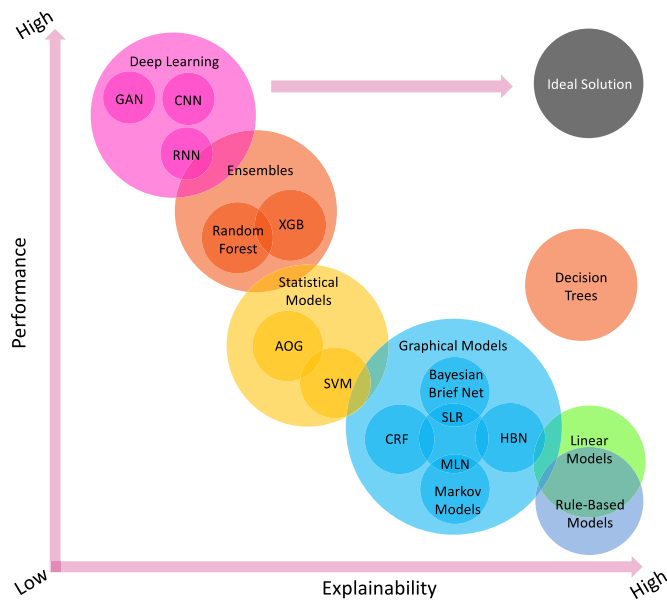 High
Deep Learning
GAN
CNN
RNN
Ideal Solution
Ensembles
Random
Forest
XGB
Statistical
Models
AOG
SVM
Decision
Trees
Graphical Models
Bayesian
Brief Net
SLR
CRF
HBN
MLN
Markov
Models
Linear
Models
Rule-Based
Models
Performance
Low
Explainability
High